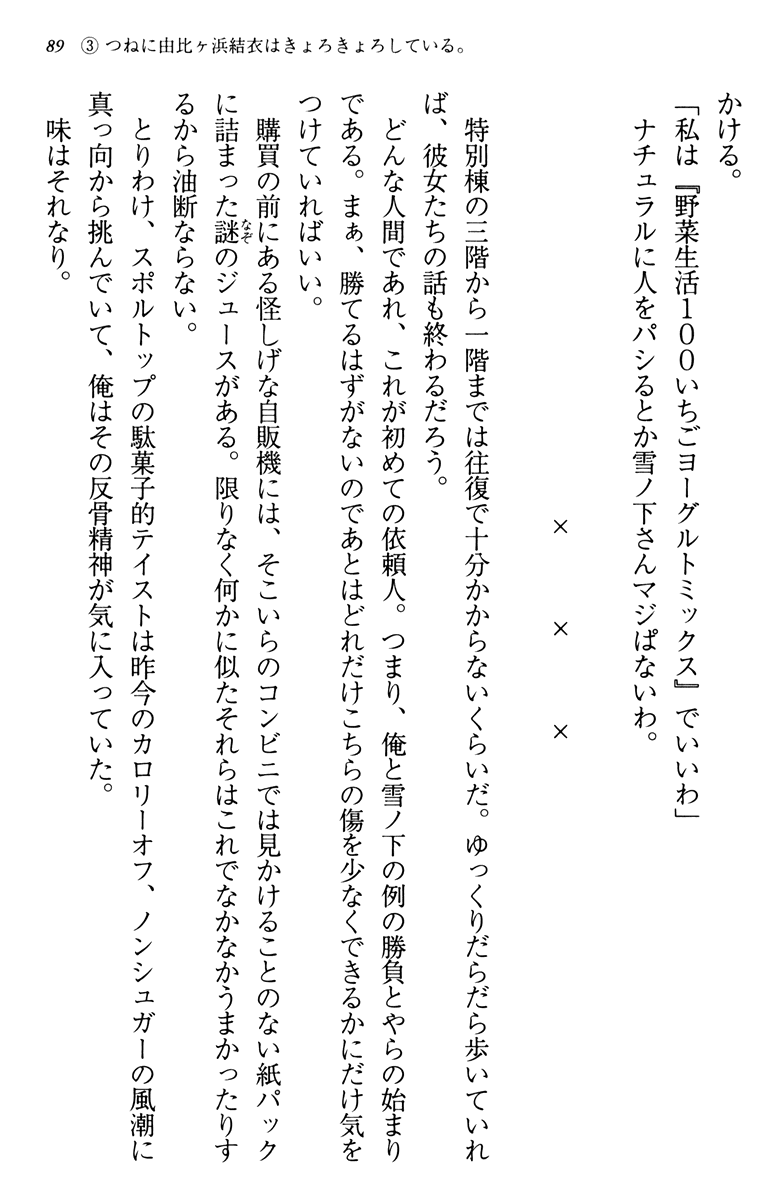 89　③ つねに由比ヶ浜結衣はきょろきょろしている。
かける。
「私は『野菜生活100いちごヨーグルトミックス』でいいわ」
ナチュラルに人をパシるとか雪ノ下さんマジぱないわ。
× × ×
特別棟の三階から一階までは往復で十分かからないくらいだ。ゆっくりだらだら歩いていれ
ば、彼女たちの話も終わるだろう。
どんな人間であれ、これが初めての依頼人。つまり、俺と雪ノ下の例の勝負とやらの始まり
である。まぁ、勝てるはずがないのであとはどれだけこちらの傷を少なくできるかにだけ気を
つけていればいい。
購買の前にある怪しげな自販機には、そこいらのコンビニでは見かけることのない紙パック
に詰まった謎のジュースがある。限りなく何かに似たそれらはこれでなかなかうまかったりす
るから油断ならない。
とりわけ、スポルトップの駄菓子的テイストは昨今のカロリーオフ、ノンシュガーの風潮に
真っ向から挑んでいて、俺はその反骨精神が気に入っていた。
味はそれなり。
なぞ